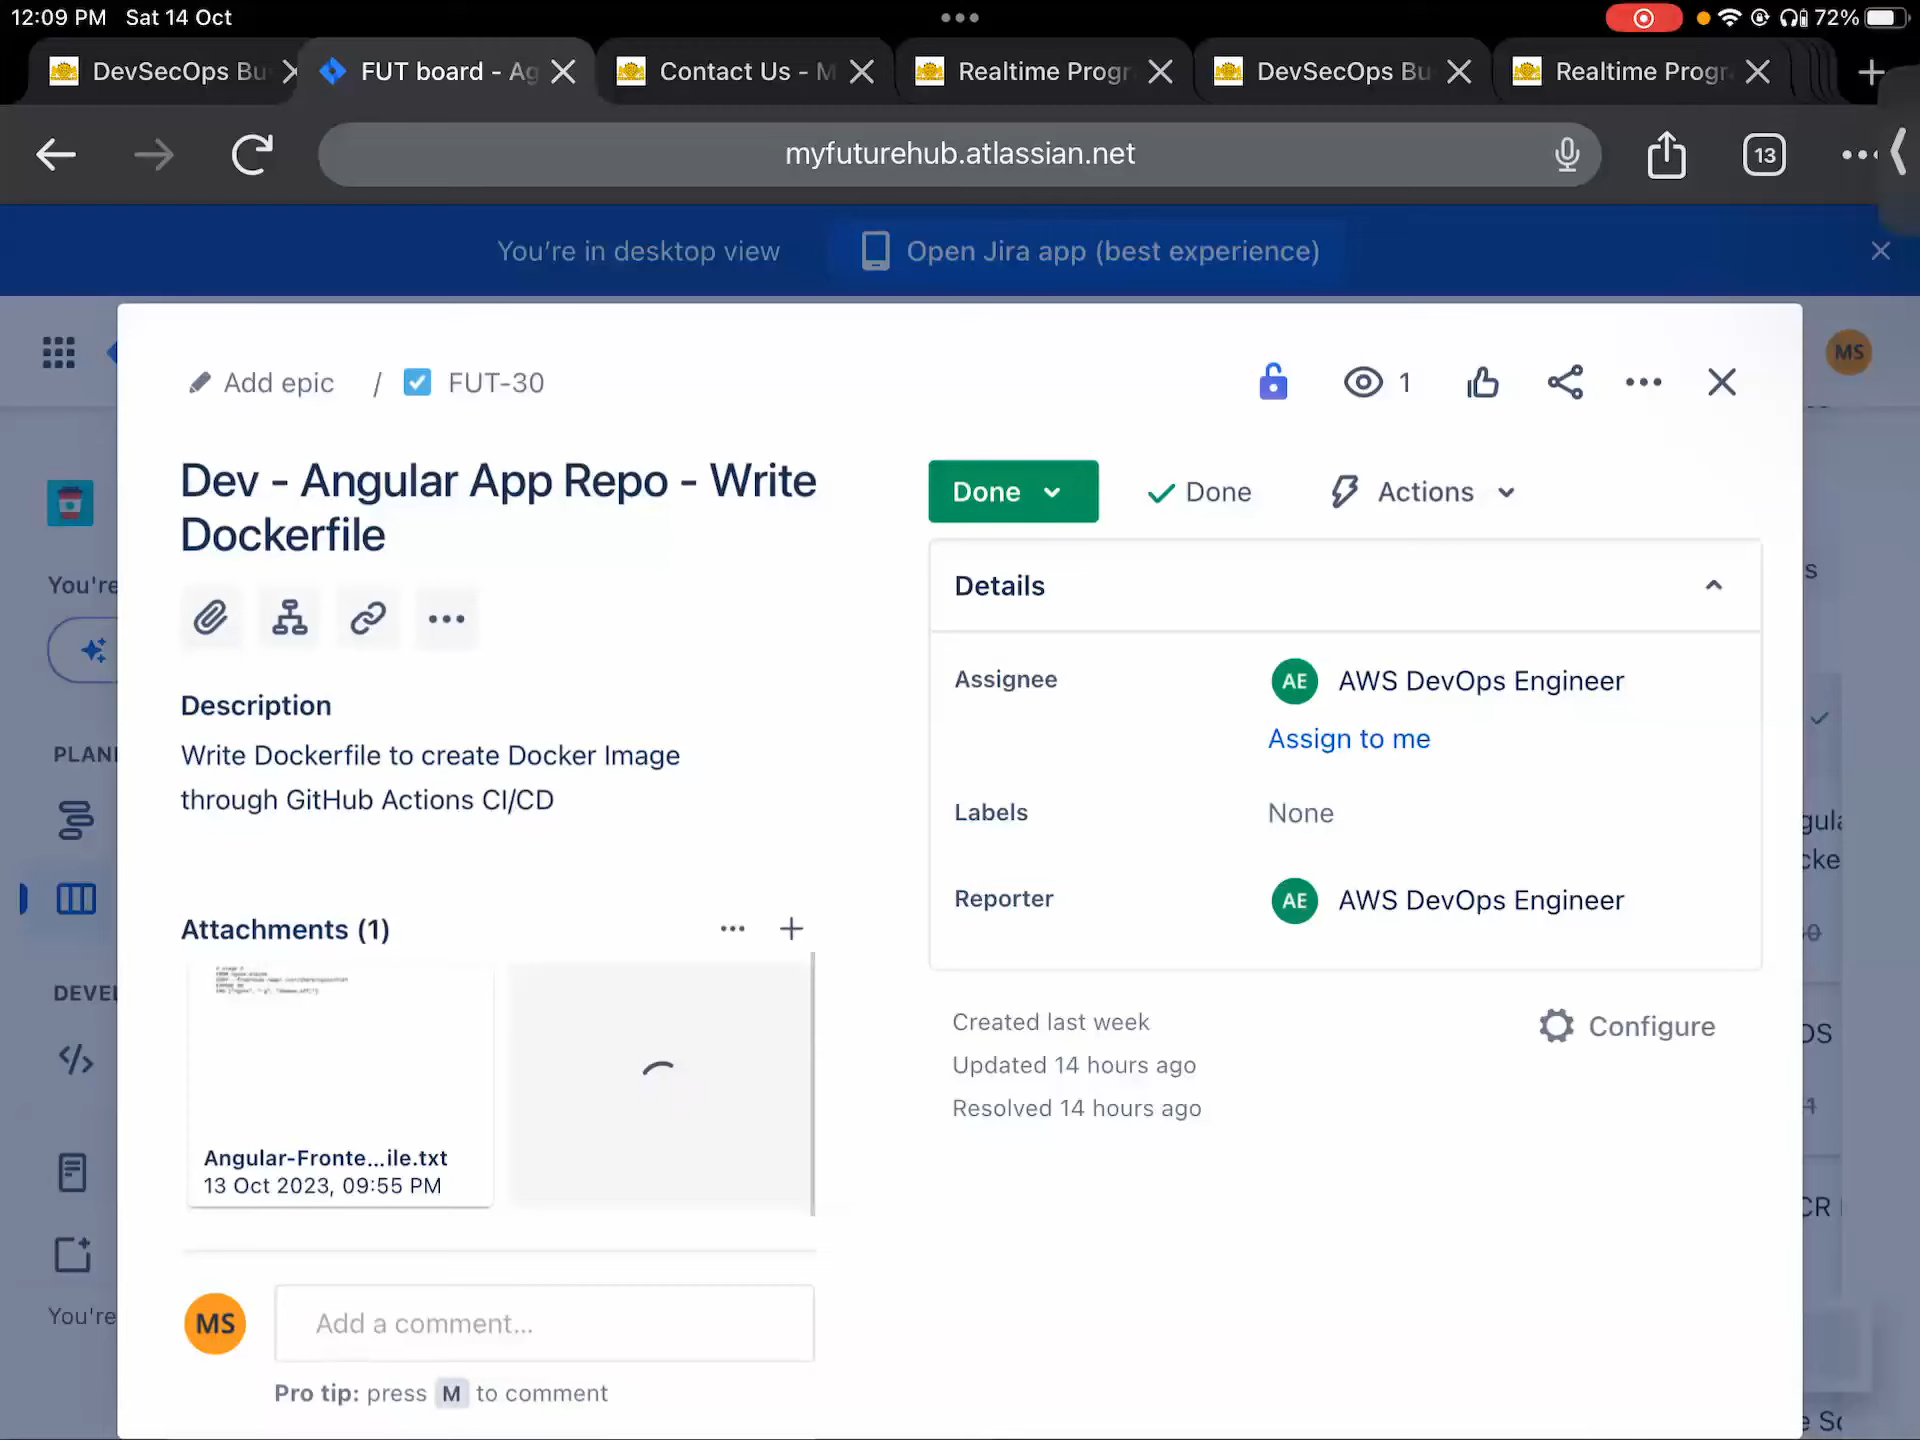 12:09 PM Sat 14 Oct
72%
DevSecOps Bu
FUT board - Ag
Contact Us - M
Realtime Progr
DevSecOps Bu
Realtime Progr
myfuturehub.atlassian.net
13
You're in desktop view
Open Jira app (best experience)
MS
Add epic / FUT-30
1
Dev - Angular App Repo - Write
Dockerfile
Done
Done
Actions
Details
You're
Description
Write Dockerfile to create Docker Image
through GitHub Actions CI/CD
Assignee
AE AWS DevOps Engineer
Assign to me
Labels
None
Reporter
AE AWS DevOps Engineer
PLANI
Attachments (1)
DEVEL
Created last week
Configure
Updated 14 hours ago
Resolved 14 hours ago
Angular-Fronte...ile.txt
13 Oct 2023, 09:55 PM
MS
Add a comment...
You're
Pro tip: press M to comment